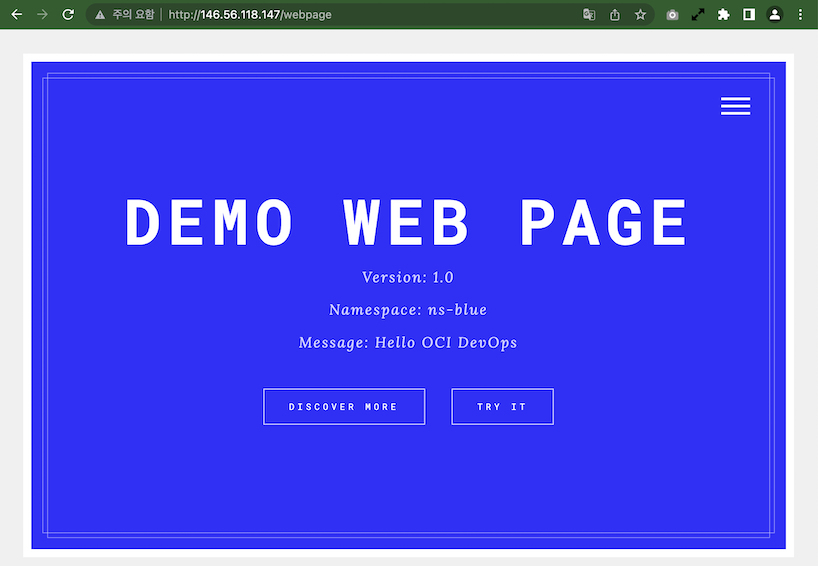 주의 요함 | http://146.56.118.147/webpage
DEMO WEB PAGE
Version: 1.0
Namespace: ns-blue
Message: Hello OCI DevOps
DISCOVER MORE
TRY IT